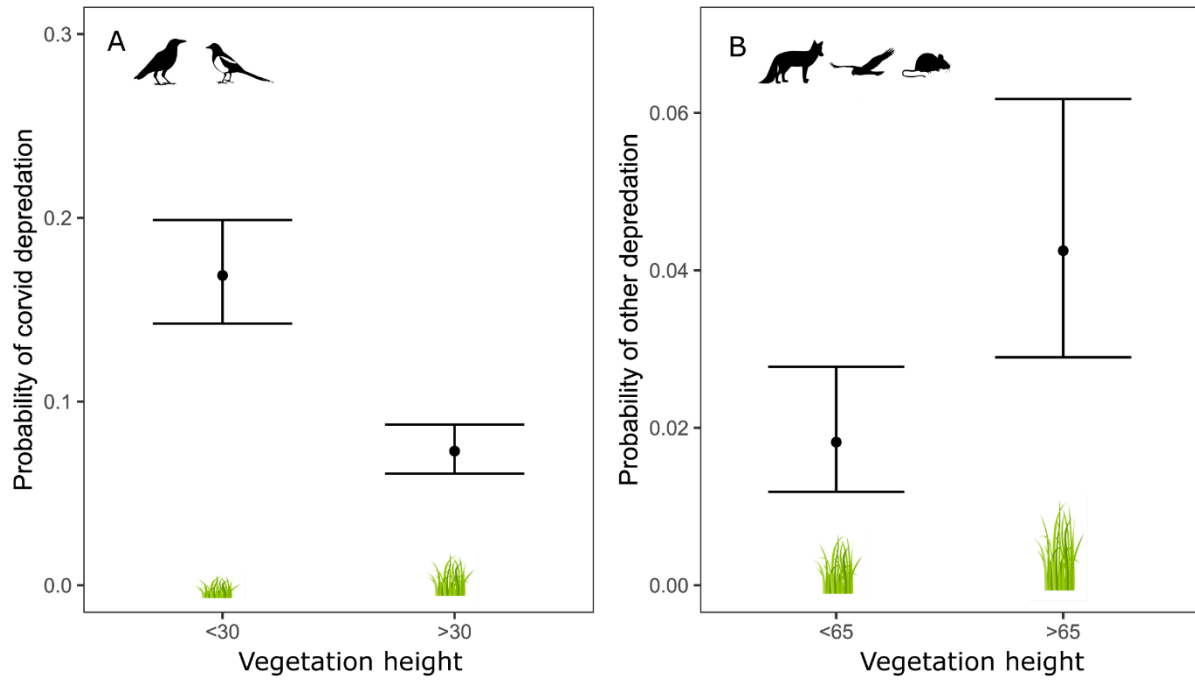 A
Probability of corvid depredation
0.3
0.2
0.1
0.0
<30
>30
Vegetation height
B
Probability of other depredation
0.06
0.04
0.02
0.00
<65
>65
Vegetation height